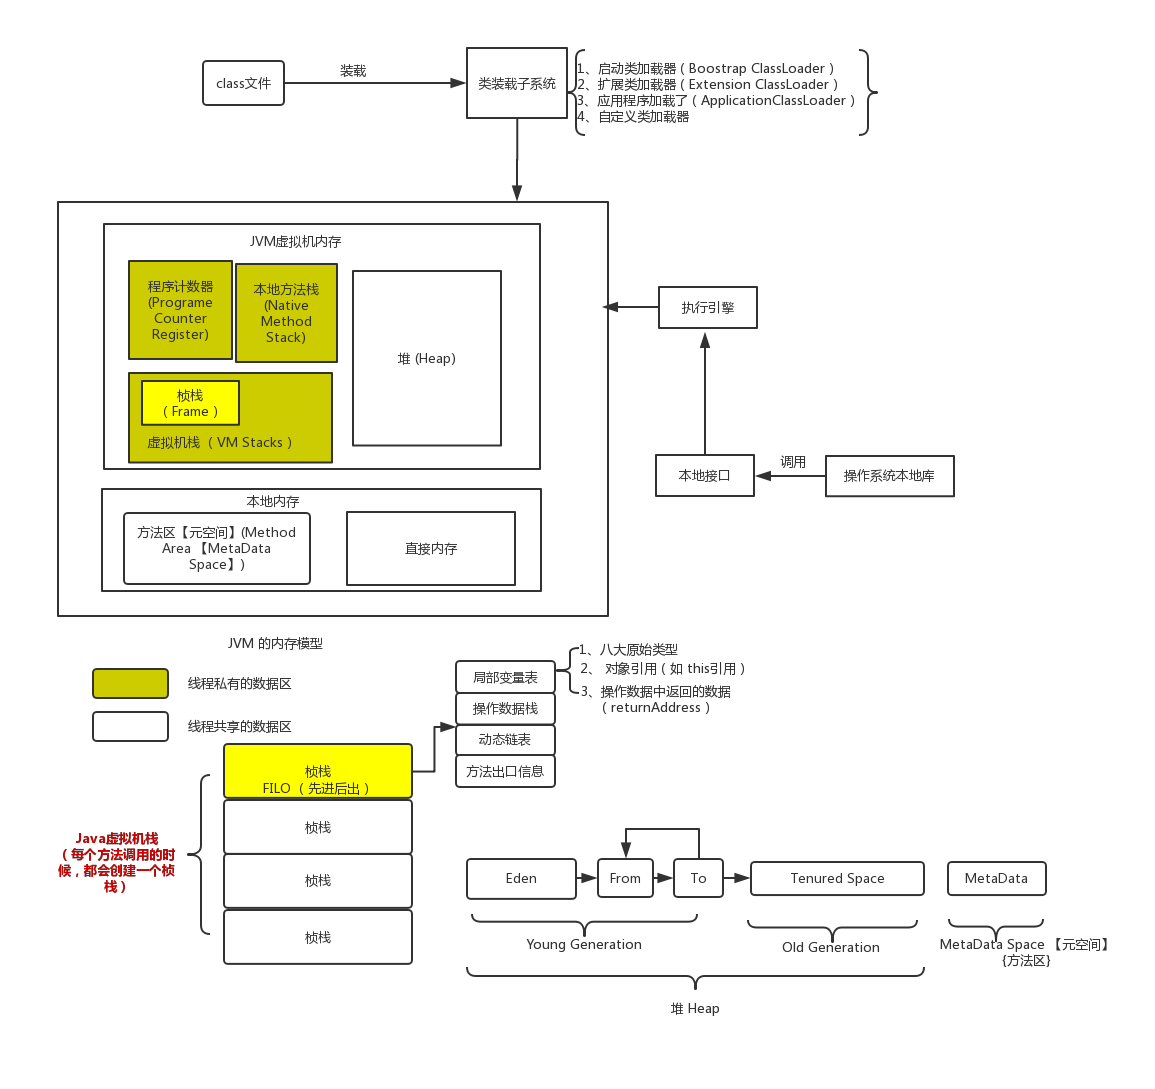 class文件
装载
类装载子系统
1、启动类加载器 ( Boostrap ClassLoader )
2、扩展类加载器 ( Extension ClassLoader )
3、应用程序加载了 ( ApplicationClassLoader )
4、自定义类加载器
JVM虚拟机内存
程序计数器
(Programe
Counter
Register)
本地方法栈
(Native
Method
Stack)
堆 (Heap)
桢栈
( Frame )
虚拟机栈 ( VM Stacks )
执行引擎
本地接口
调用
操作系统本地库
本地内存
方法区【元空间】(Method
Area 【MetaData
Space】)
直接内存
JVM 的内存模型
线程私有的数据区
线程共享的数据区
局部变量表
操作数据栈
动态链表
方法出口信息
1、八大原始类型
2、 对象引用 ( 如 this引用 )
3、操作数据中返回的数据
( returnAddress )
桢栈
FILO ( 先进后出 )
桢栈
桢栈
桢栈
Java虚拟机栈
( 每个方法调用的时
候 , 都会创建一个桢
栈 )
Eden
From
To
Tenured Space
MetaData
Young Generation
Old Generation
MetaData Space 【元空间】
{方法区}
堆 Heap